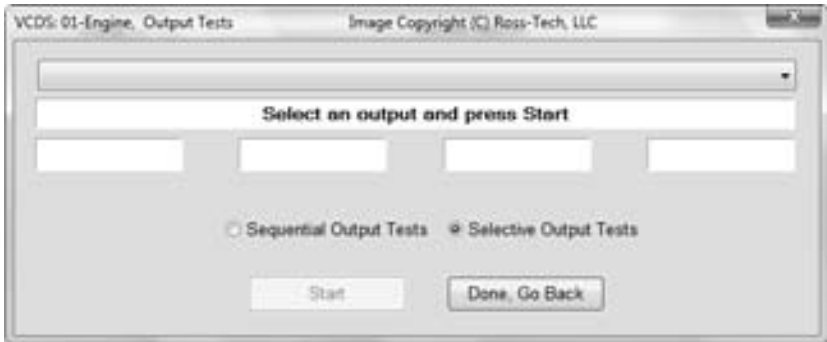 VCDS: 01-Engine, Output Tests Image Copyright (C) Ross-Tech, LLC
Select an output and press Start
Sequential Output Tests Selective Output Tests
Start Done, Go Back